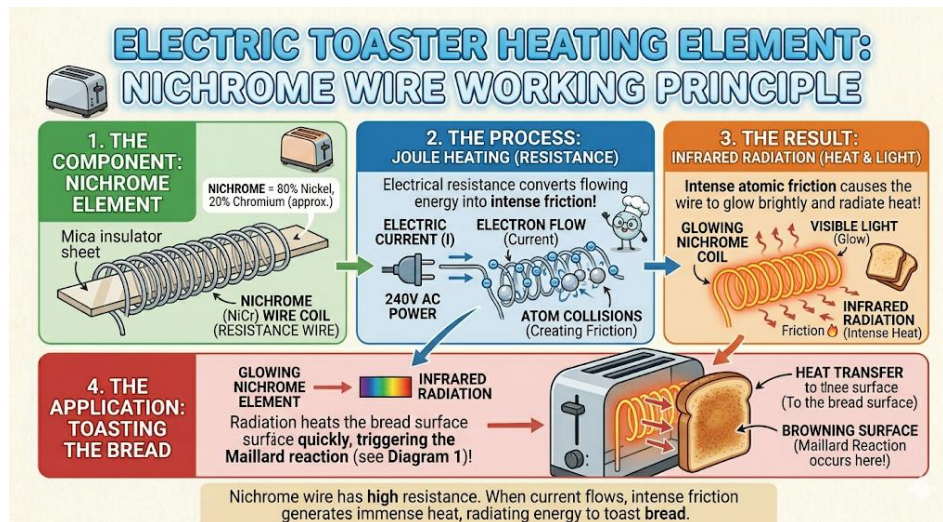 ELECTRIC TOASTER HEATING ELEMENT:
NICHROME WIRE WORKING PRINCIPLE
1. THE
COMPONENT:
NICHROME
ELEMENT
NICHROME = 80% Nickel,
20% Chromium (approx.)
Mica insulator
sheet
NICHROME
(NiCr) WIRE COIL
(RESISTANCE WIRE)
2. THE PROCESS:
JOULE HEATING (RESISTANCE)
Electrical resistance converts flowing
energy into intense friction!
ELECTRIC
CURRENT (I)
ELECTRON FLOW
(Current)
240V AC
POWER
ATOM COLLISIONS
(Creating Friction)
3. THE RESULT:
INFRARED RADIATION (HEAT & LIGHT)
Intense atomic friction causes the
wire to glow brightly and radiate heat!
GLOWING
NICHROME
COIL
VISIBLE LIGHT
(Glow)
Friction
INFRARED
RADIATION
(Intense Heat)
4. THE
APPLICATION:
TOASTING
THE BREAD
GLOWING
NICHROME
ELEMENT
INFRARED
RADIATION
Radiation heats the bread surface
surface quickly, triggering the
Maillard reaction (see Diagram 1)!
HEAT TRANSFER
to thnee surface
(To the bread surface)
BROWNING SURFACE
(Maillard Reaction
occurs here!)
Nichrome wire has high resistance. When current flows, intense friction
generates immense heat, radiating energy to toast bread.